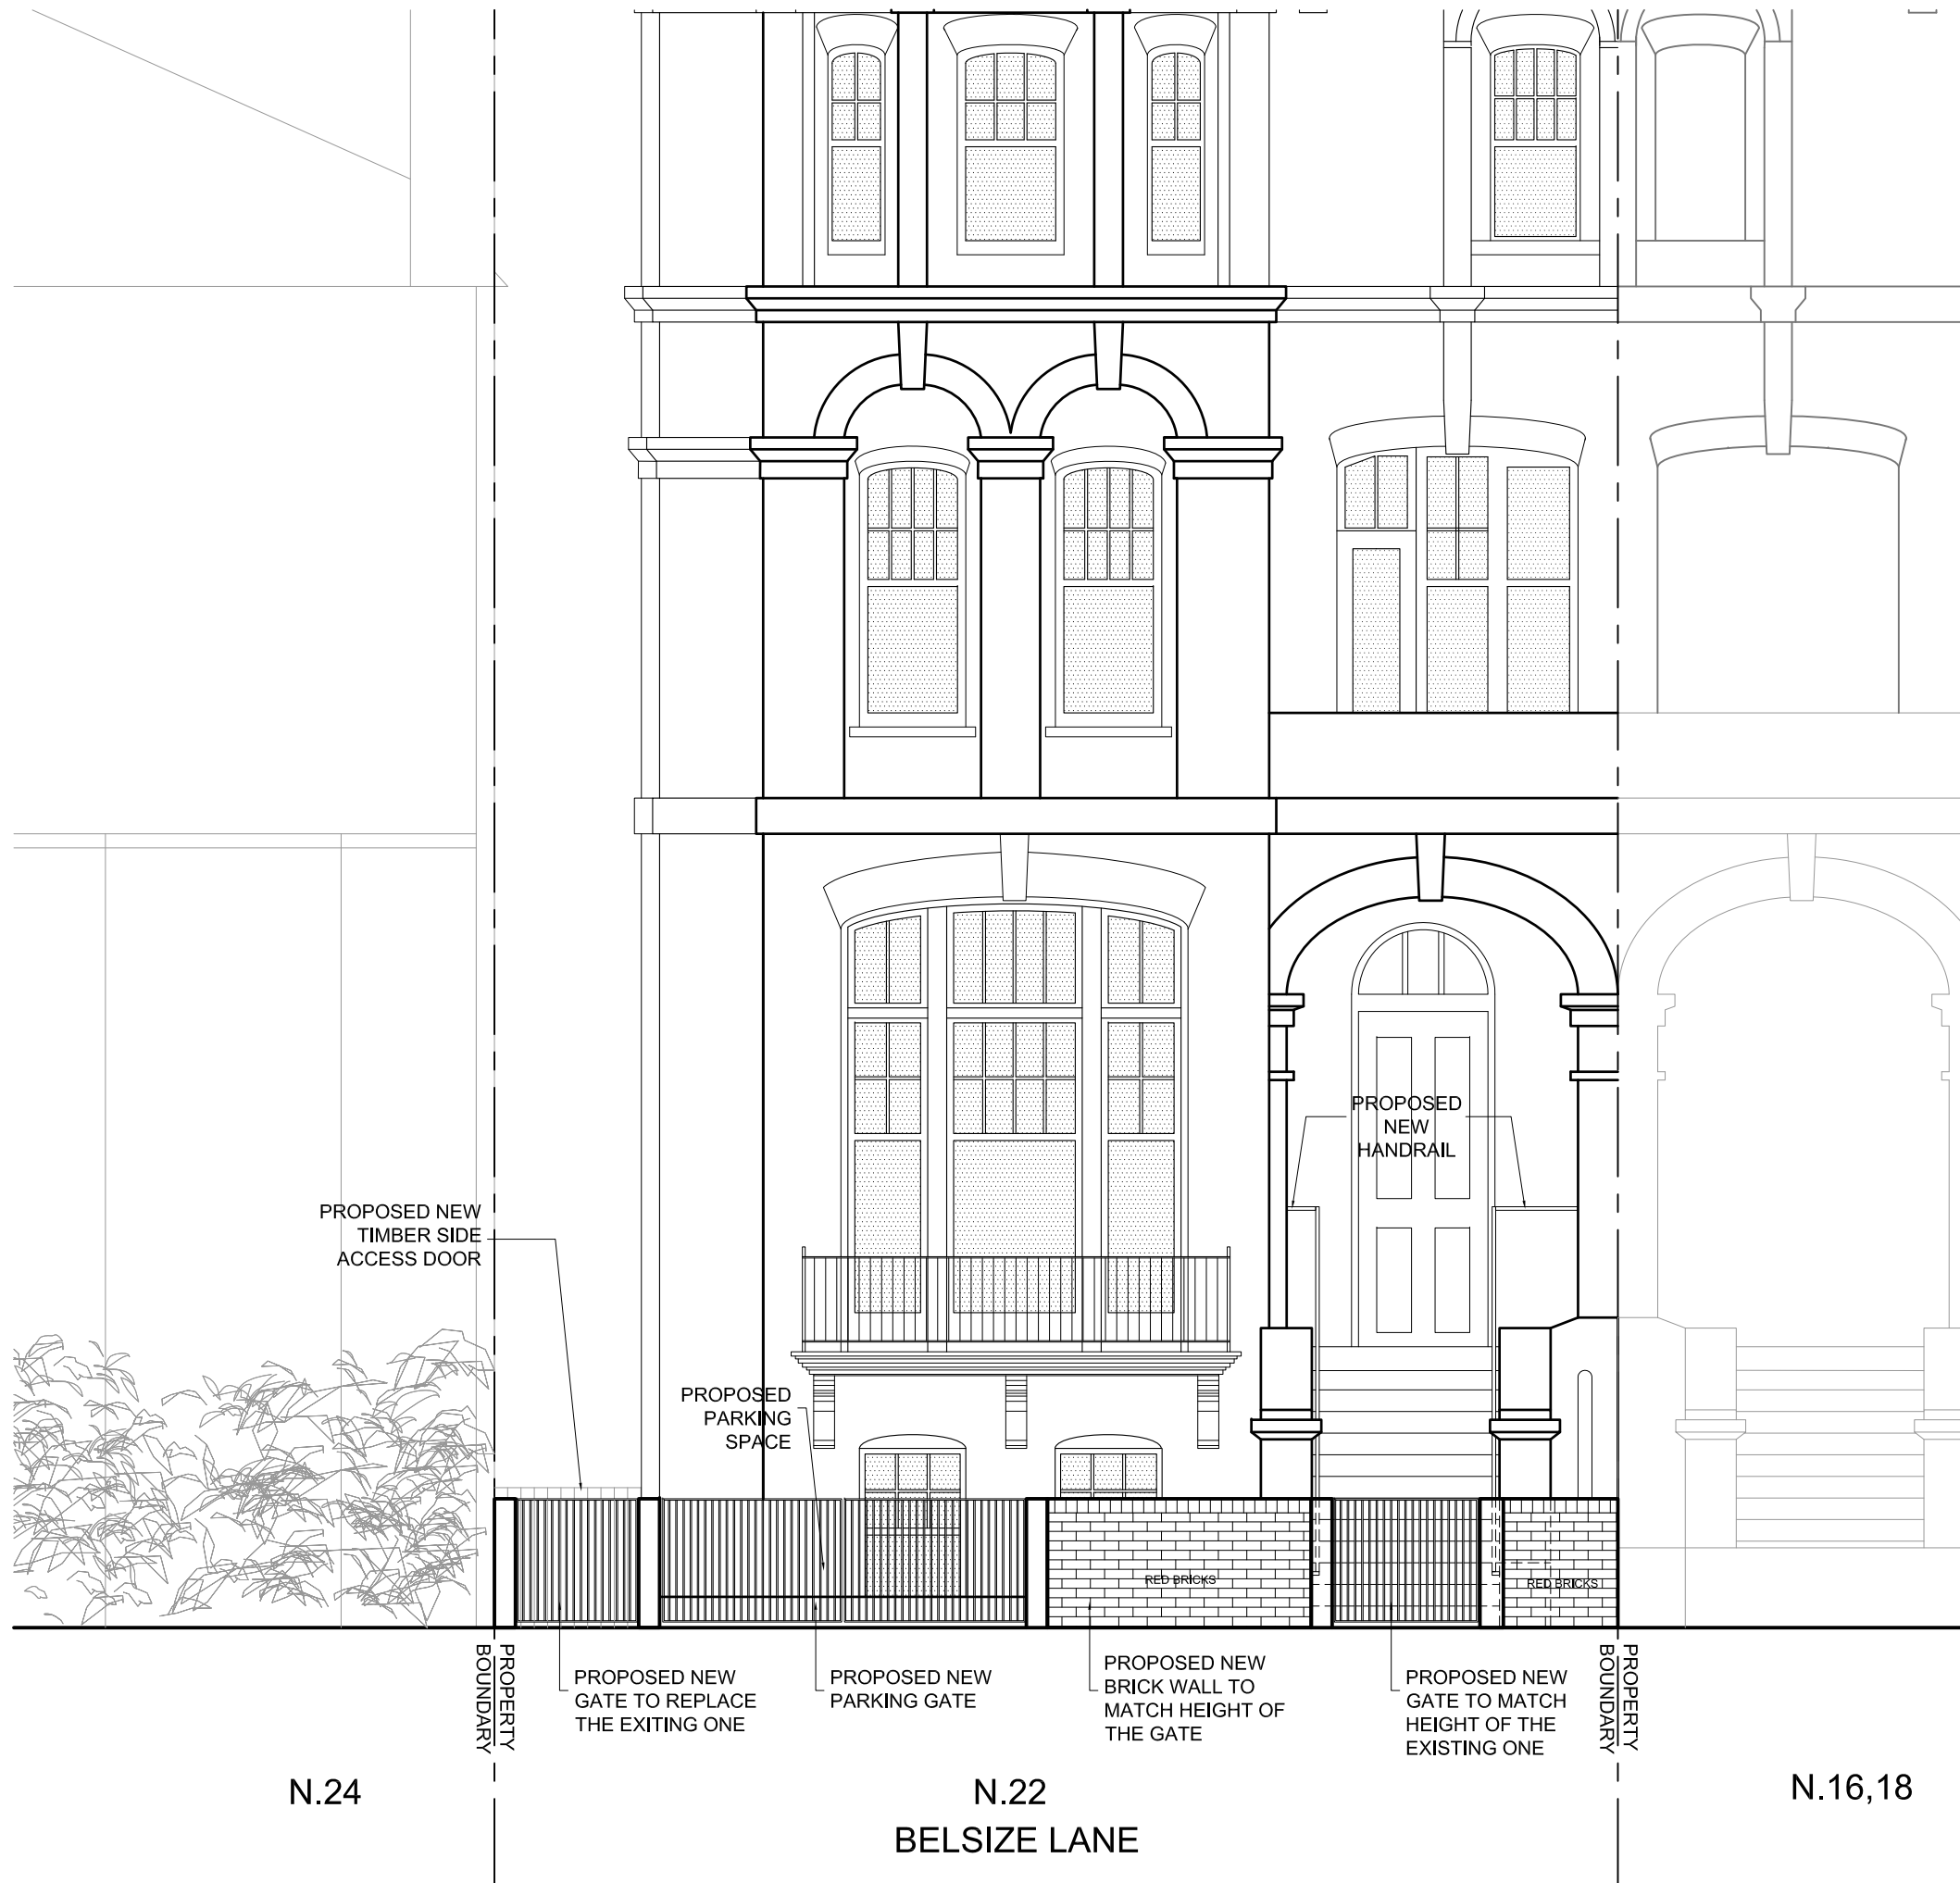 PROPOSED
NEW
HANDRAIL
PROPOSED NEW
TIMBER SIDE
ACCESS DOOR
PROPOSED
PARKING
SPACE
RED BRICKS
RED BRICKS
PROPERTY
BOUNDARY
PROPOSED NEW
GATE TO REPLACE
THE EXITING ONE
PROPOSED NEW
PARKING GATE
PROPOSED NEW
BRICK WALL TO
MATCH HEIGHT OF
THE GATE
PROPOSED NEW
GATE TO MATCH
HEIGHT OF THE
EXISTING ONE
PROPERTY
BOUNDARY
N.24
N.22
N.16,18
BELSIZE LANE